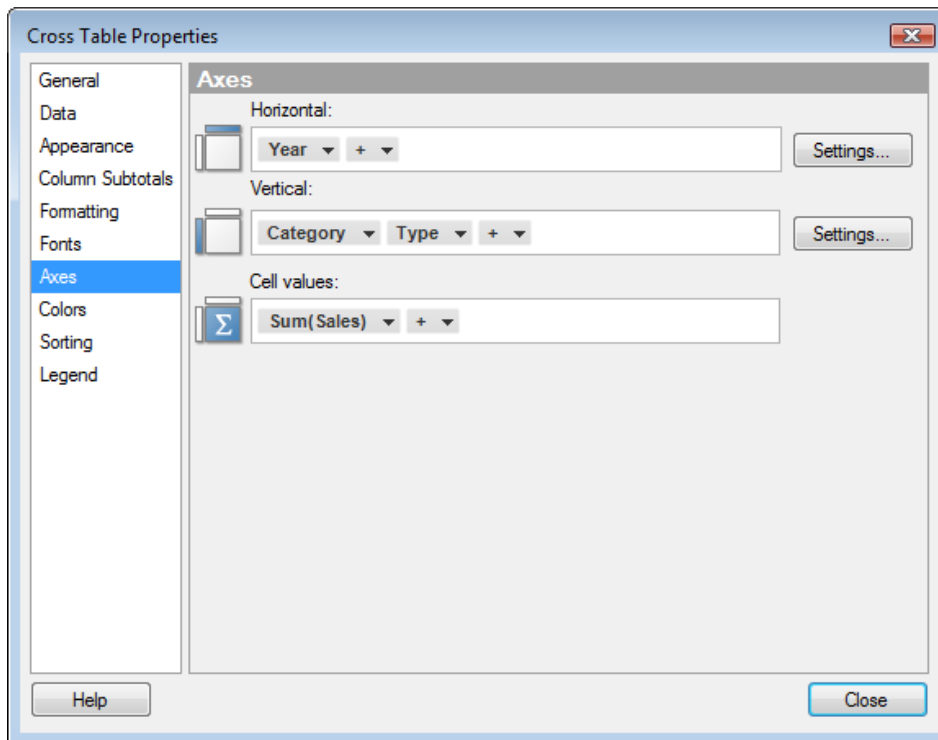 Cross Table Properties
General
Data
Appearance
Column Subtotals
Formatting
Fonts
Axes
Colors
Sorting
Legend
Axes
Horizontal:
Year +
Settings...
Vertical:
Category Type +
Settings...
Cell values:
Σ
Sum(Sales) +
Help
Close